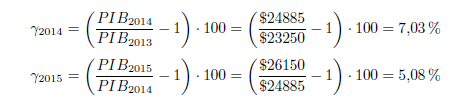 γ2014 = (PIB2014 / PIB2013 − 1) · 100 = ($24885 / $23250 − 1) · 100 = 7,03 %
γ2015 = (PIB2015 / PIB2014 − 1) · 100 = ($26150 / $24885 − 1) · 100 = 5,08 %